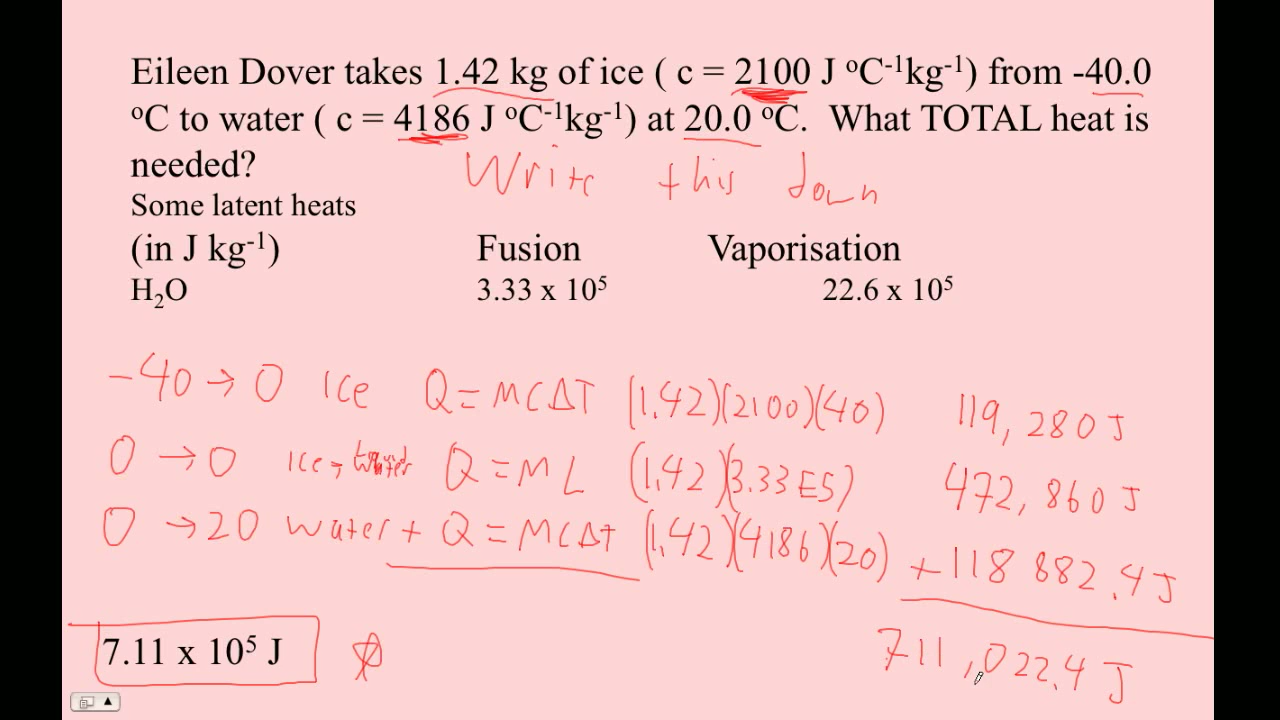 Eileen Dover takes 1.42 kg of ice ( c = 2100 J ºC⁻¹kg⁻¹) from -40.0
ºC to water ( c = 4186 J ºC⁻¹kg⁻¹) at 20.0 ºC.  What TOTAL heat is
needed?
Write this down
Some latent heats
(in J kg⁻¹) Fusion Vaporisation
H₂O 3.33 x 10⁵ 22.6 x 10⁵
-40 → 0 Ice Q = MCΔT (1.42)(2100)(40) 119,280 J
0 → 0 Ice → water Q = ML (1.42)(3.33E5) 472,860 J
0 → 20 water + Q = MCΔT (1.42)(4186)(20) + 118 882.4 J
7.11 x 10⁵ J 711,022.4 J